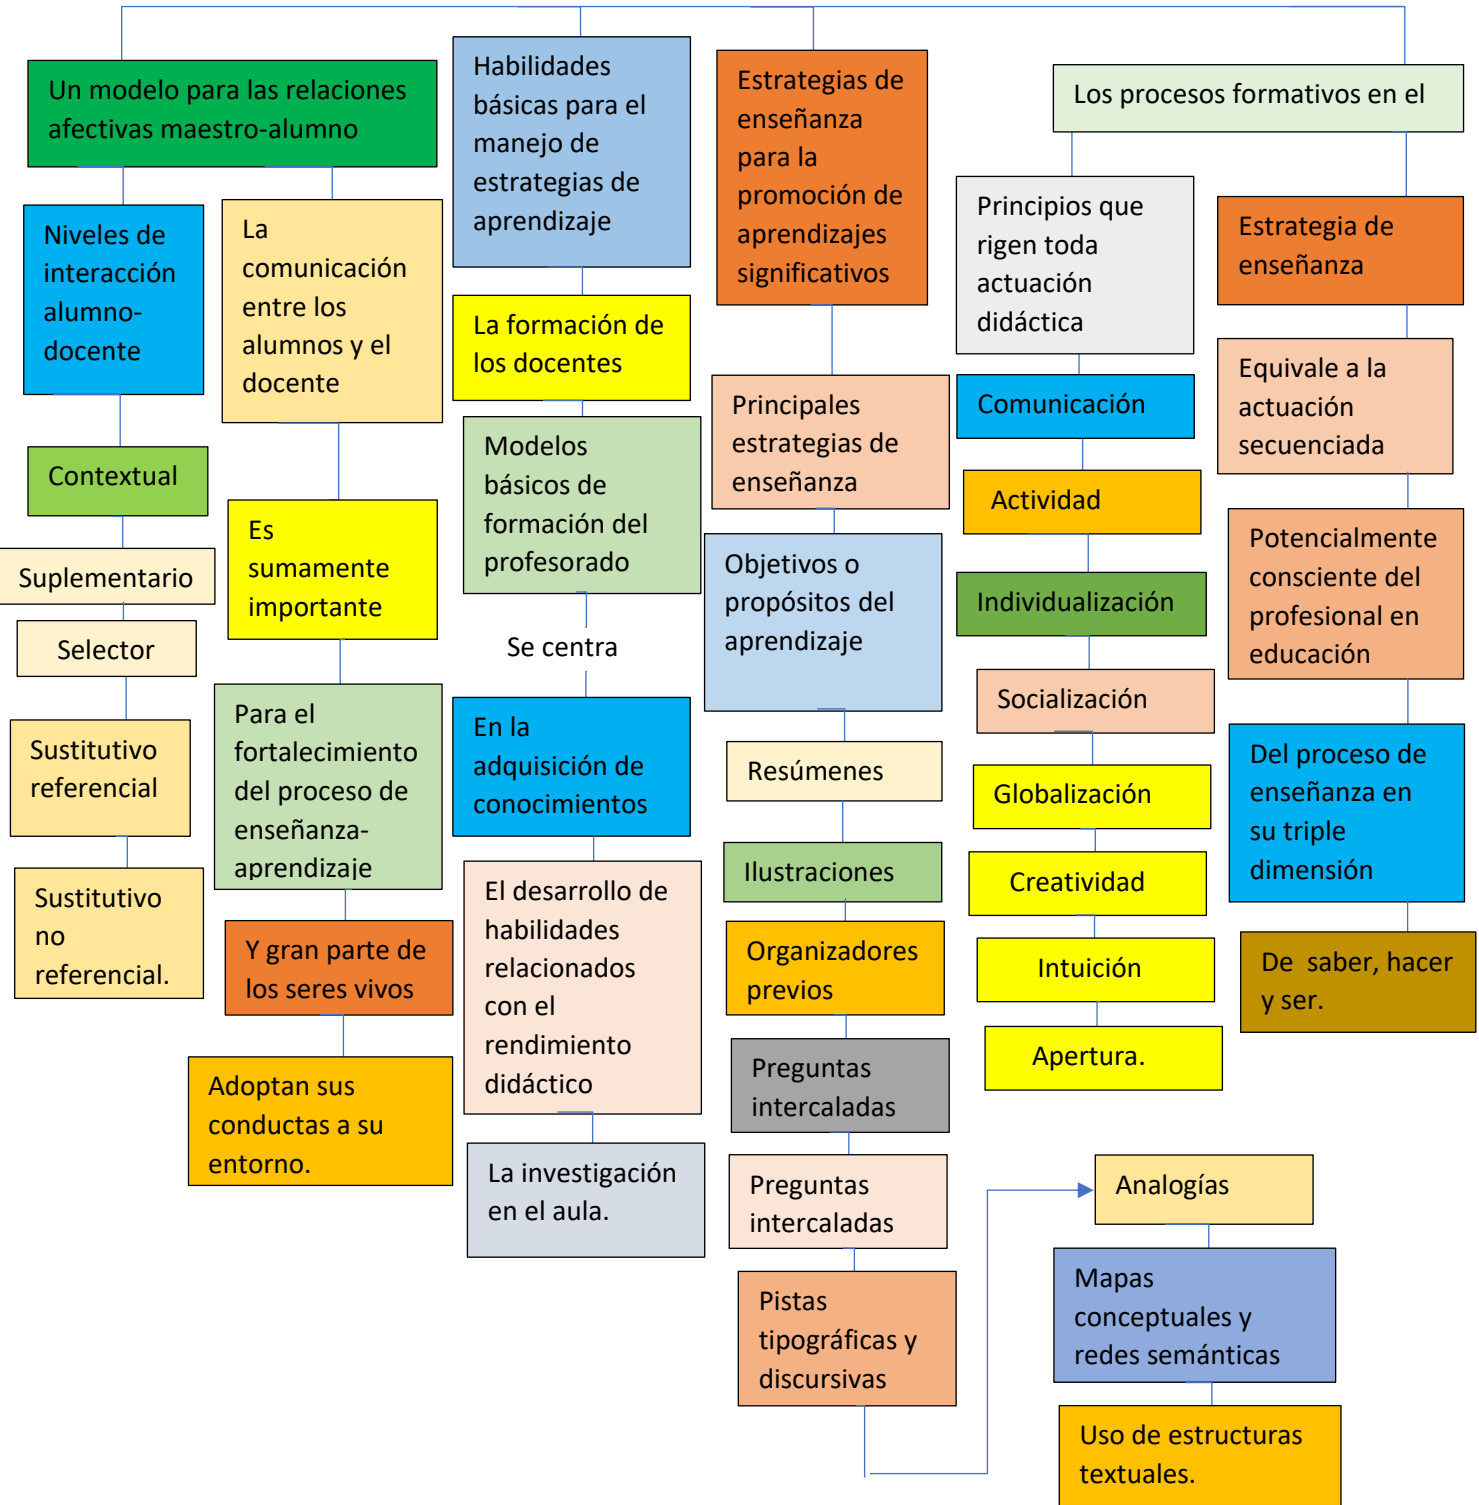 Un modelo para las relaciones
afectivas maestro-alumno
Niveles de
interacción
alumno-
docente
Contextual
Suplementario
Selector
Sustitutivo
referencial
Sustitutivo
no
referencial.
La
comunicación
entre los
alumnos y el
docente
Es
sumamente
importante
Para el
fortalecimiento
del proceso de
enseñanza-
aprendizaje
Y gran parte de
los seres vivos
Adoptan sus
conductas a su
entorno.
Habilidades
básicas para el
manejo de
estrategias de
aprendizaje
La formación de
los docentes
Modelos
básicos de
formación del
profesorado
Se centra
En la
adquisición de
conocimientos
El desarrollo de
habilidades
relacionados
con el
rendimiento
didáctico
La investigación
en el aula.
Estrategias de
enseñanza
para la
promoción de
aprendizajes
significativos
Principales
estrategias de
enseñanza
Objetivos o
propósitos del
aprendizaje
Resúmenes
Ilustraciones
Organizadores
previos
Preguntas
intercaladas
Preguntas
intercaladas
Pistas
tipográficas y
discursivas
Analogías
Mapas
conceptuales y
redes semánticas
Uso de estructuras
textuales.
Los procesos formativos en el
Principios que
rigen toda
actuación
didáctica
Comunicación
Actividad
Individualización
Socialización
Globalización
Creatividad
Intuición
Apertura.
Estrategia de
enseñanza
Equivale a la
actuación
secuenciada
Potencialmente
consciente del
profesional en
educación
Del proceso de
enseñanza en
su triple
dimensión
De  saber, hacer
y ser.